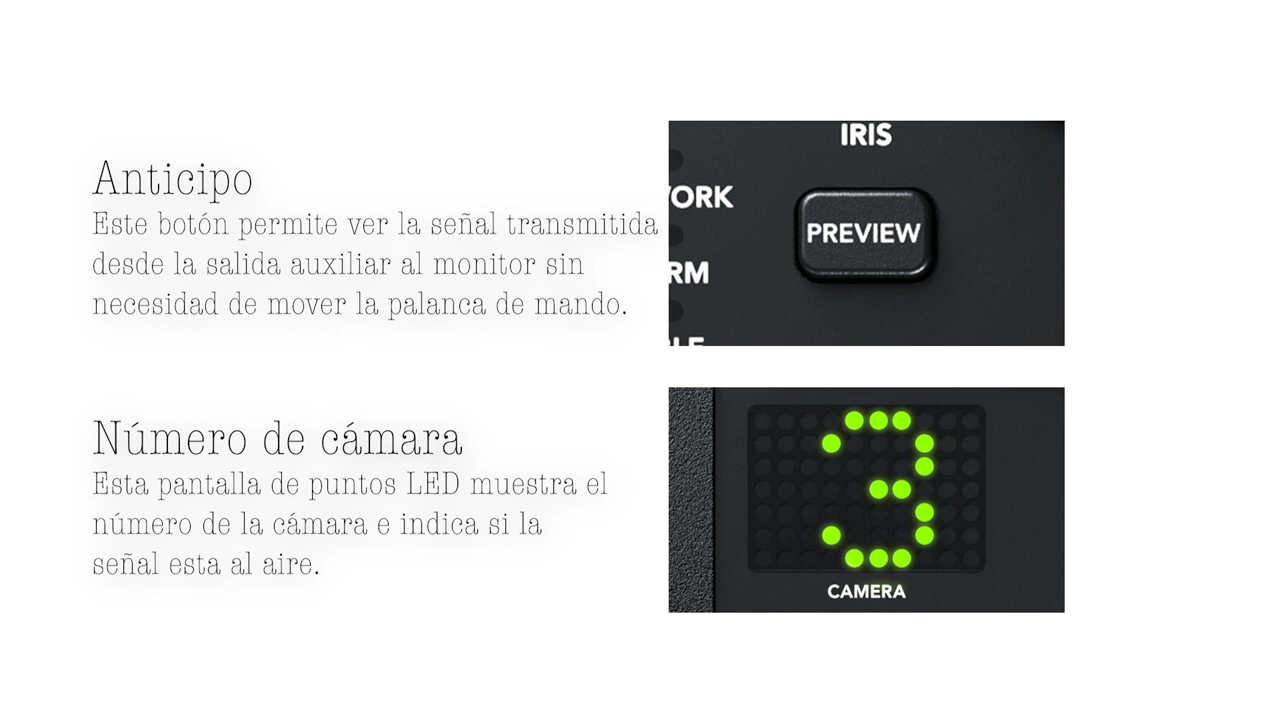 Anticipo
Este botón permite ver la señal transmitida
desde la salida auxiliar al monitor sin
necesidad de mover la palanca de mando.
IRIS
PREVIEW
Número de cámara
Esta pantalla de puntos LED muestra el
número de la cámara e indica si la
señal esta al aire.
3
CAMERA